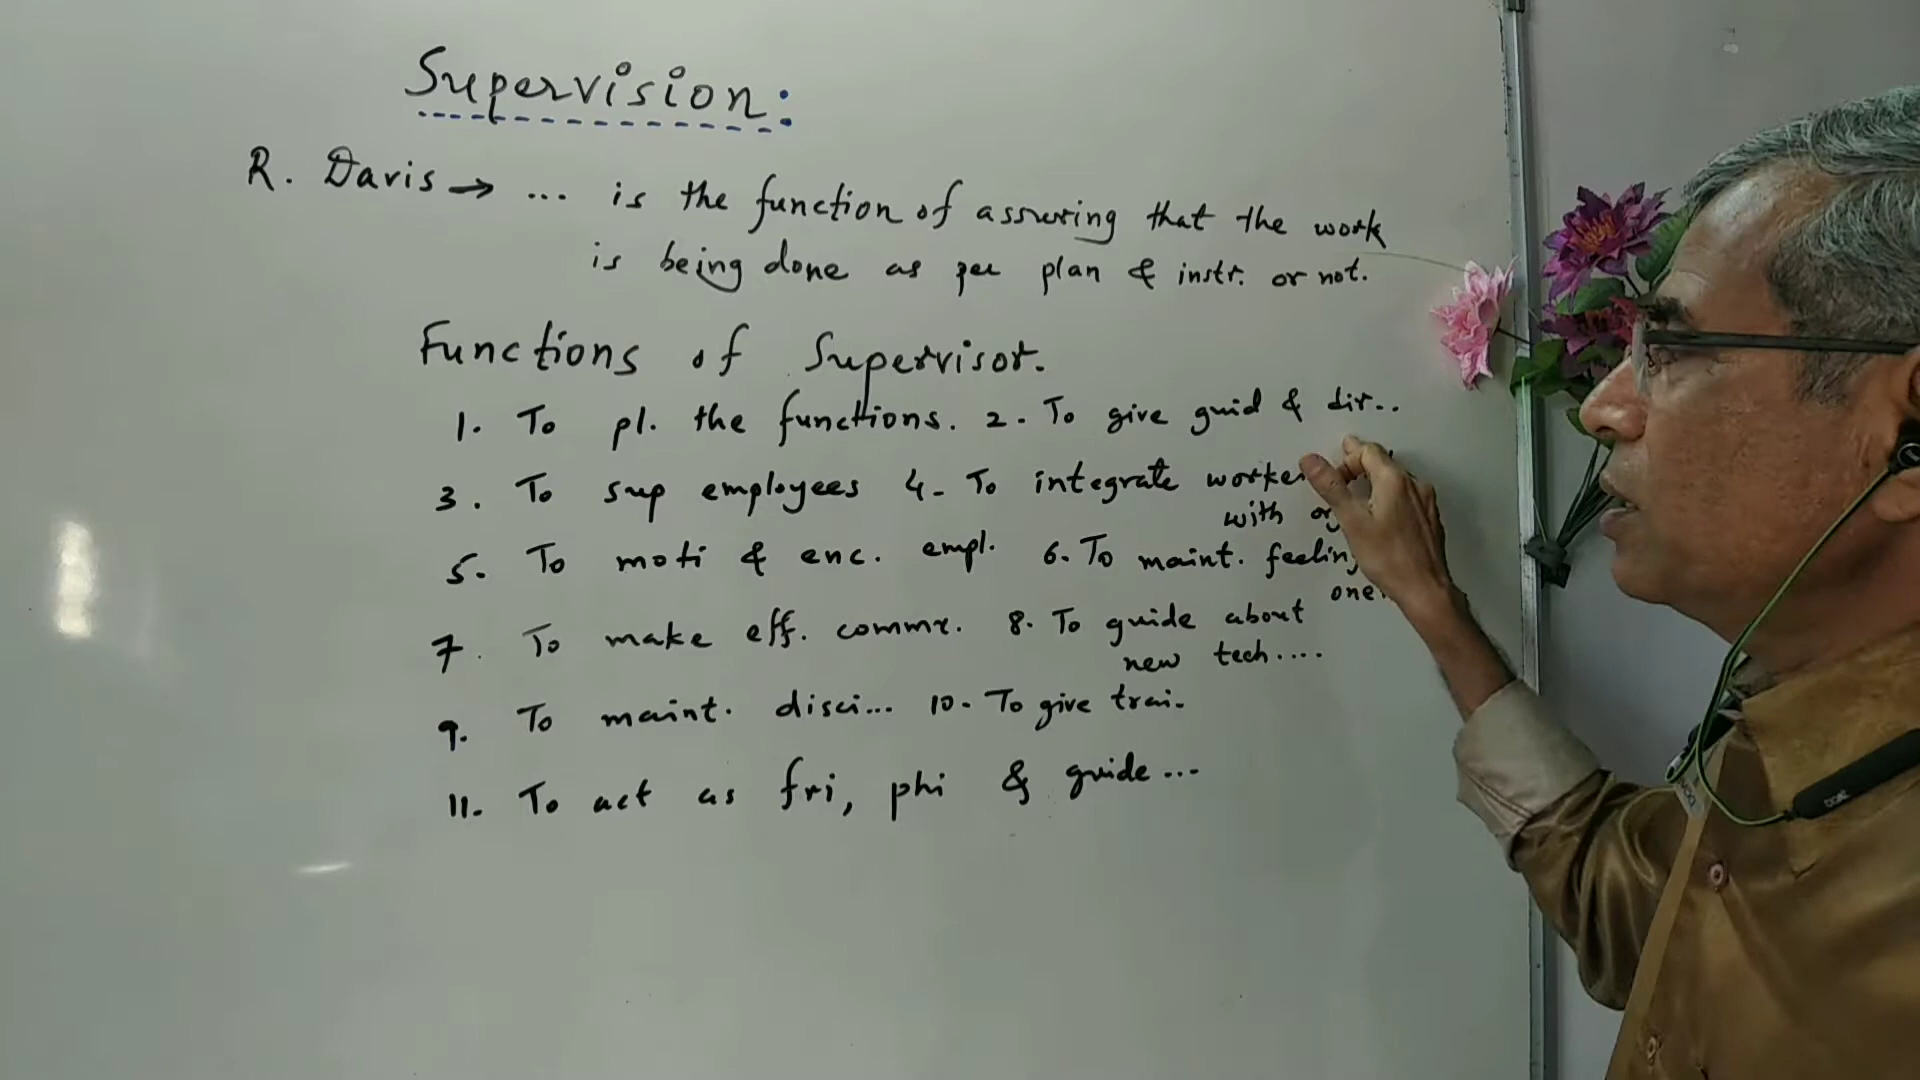 Supervision:
R. Davis → ... is the function of assuring that the work
is being done as per plan & instr. or not.
Functions of Supervisor.
1. To pl. the functions. 2. To give guid & dir..
3. To sup employees 4. To integrate worker
with
5. To moti & enc. empl. 6. To maint. feeling
one
7. To make eff. commn. 8. To guide about
new tech....
9. To maint. disci... 10. To give trai.
11. To act as fri, phi & guide...